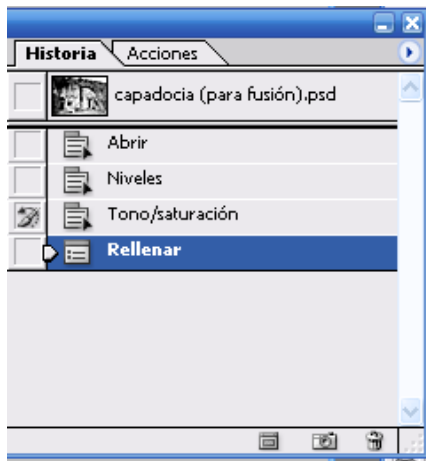 Historia Acciones
capadocia (para fusión).psd
Abrir
Niveles
Tono/saturación
Rellenar